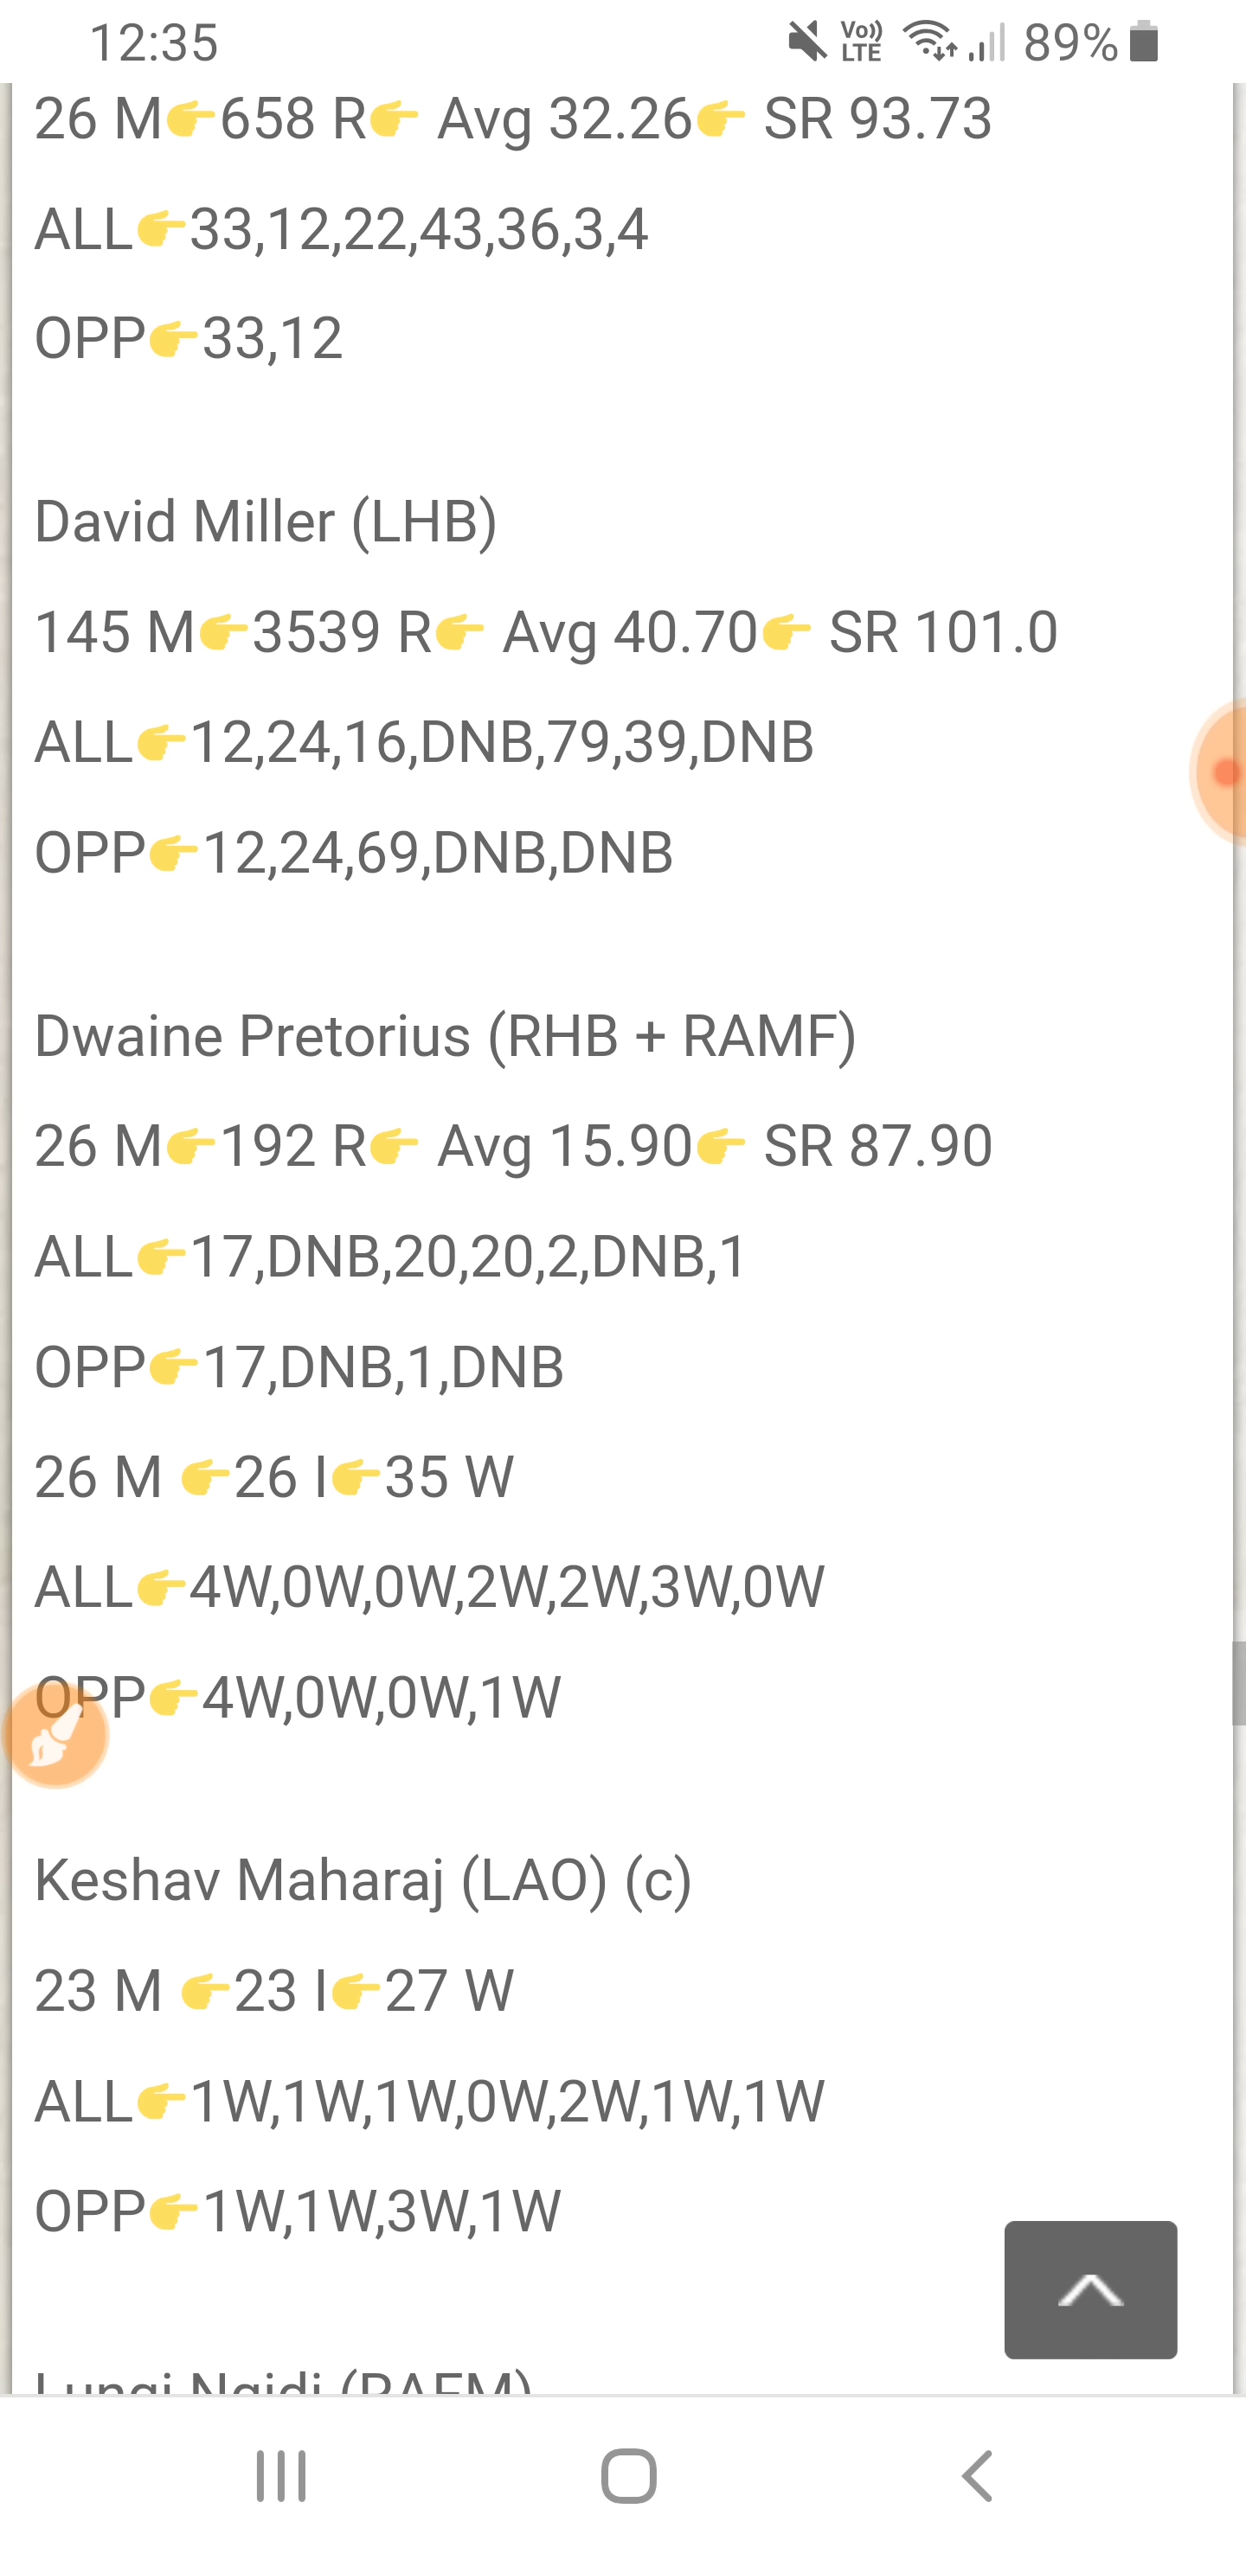 12:35
Vo)) LTE 89%
26 M👉658 R👉 Avg 32.26👉 SR 93.73
ALL👉33,12,22,43,36,3,4
OPP👉33,12
David Miller (LHB)
145 M👉3539 R👉 Avg 40.70👉 SR 101.0
ALL👉12,24,16,DNB,79,39,DNB
OPP👉12,24,69,DNB,DNB
Dwaine Pretorius (RHB + RAMF)
26 M👉192 R👉 Avg 15.90👉 SR 87.90
ALL👉17,DNB,20,20,2,DNB,1
OPP👉17,DNB,1,DNB
26 M 👉26 I👉35 W
ALL👉4W,0W,0W,2W,2W,3W,0W
OPP👉4W,0W,0W,1W
Keshav Maharaj (LAO) (c)
23 M 👉23 I👉27 W
ALL👉1W,1W,1W,0W,2W,1W,1W
OPP👉1W,1W,3W,1W
Lungi Ngidi (RAFM)